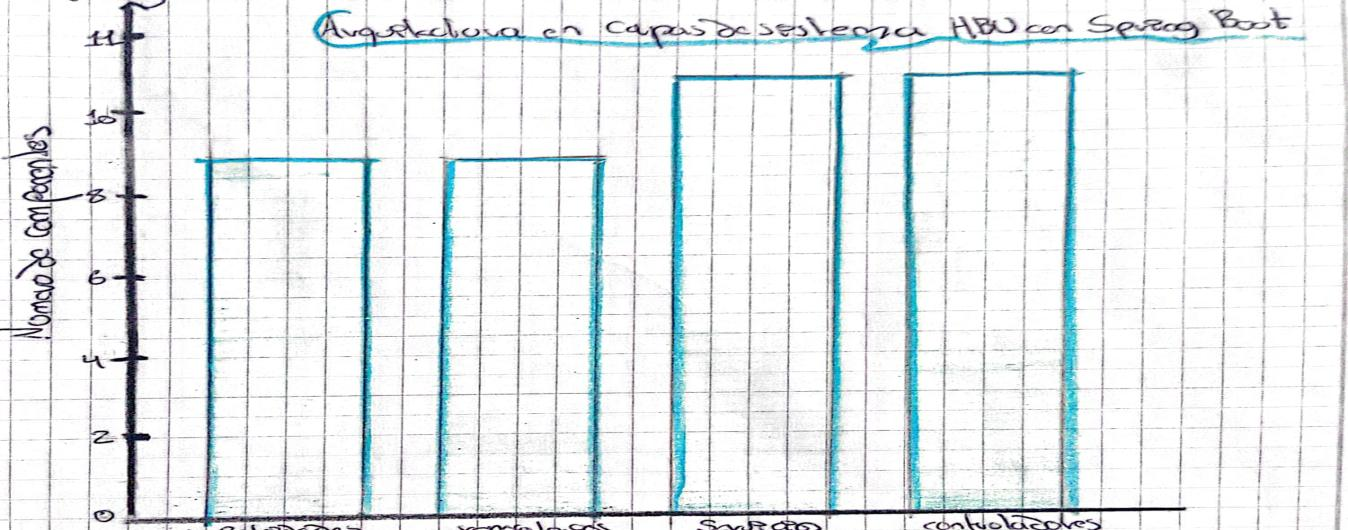 Arquitectura en Capas de sistema HBU con Spring Boot
Número de componentes
11
10
8
6
4
2
0
servicios
controladores